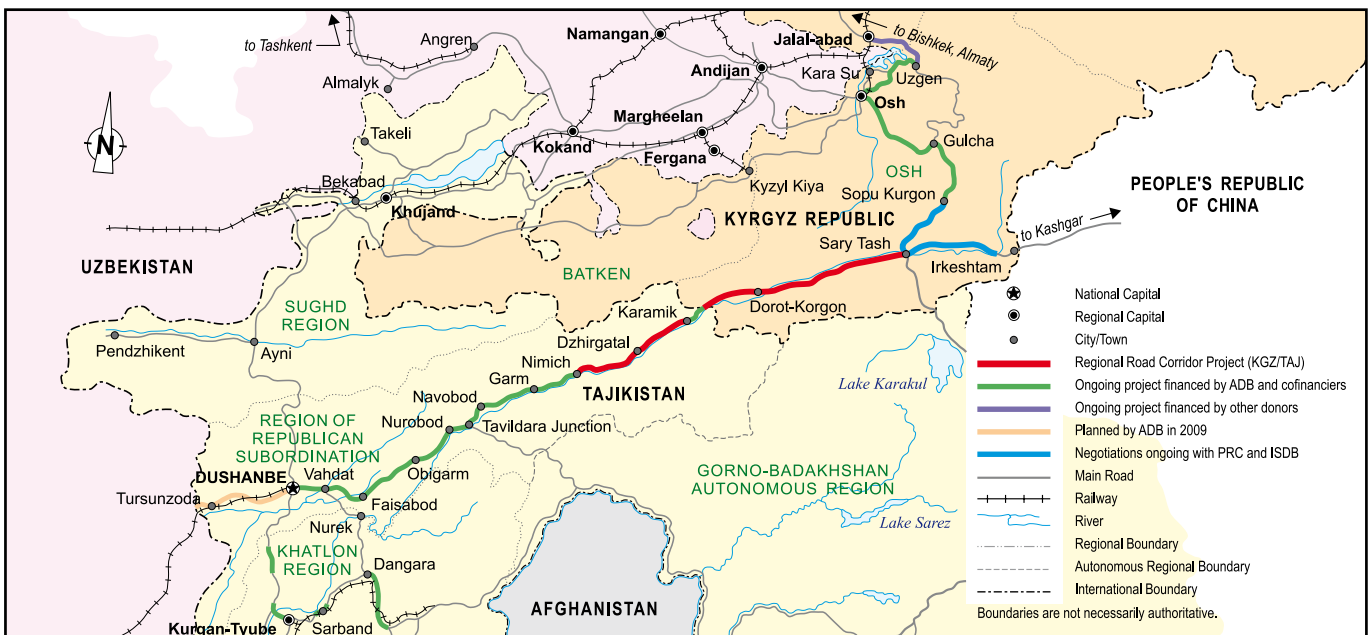 to Tashkent
Angren
Namangan
Jalal-abad
to Bishkek, Almaty
Almalyk
Andijan
Kara Su
Uzgen
Osh
N
Takeli
Margheelan
Kokand
Fergana
Gulcha
Bekabad
Khujand
Kyzyl Kiya
OSH
Sopu Kurgon
PEOPLE'S REPUBLIC
OF CHINA
KYRGYZ REPUBLIC
to Kashgar
Sary Tash
UZBEKISTAN
BATKEN
Irkeshtam
SUGHD
REGION
Karamik
Dorot-Korgon
Pendzhikent
Ayni
Dzhirgatal
Nimich
Garm
TAJIKISTAN
Lake Karakul
Navobod
REGION OF
REPUBLICAN
SUBORDINATION
Nurobod
Tavildara Junction
DUSHANBE
Vahdat
Obigarm
GORNO-BADAKHSHAN
AUTONOMOUS REGION
Tursunzoda
Faisabod
Nurek
Lake Sarez
KHATLON
REGION
Dangara
AFGHANISTAN
Kurgan-Tyube
Sarband
National Capital
Regional Capital
City/Town
Regional Road Corridor Project (KGZ/TAJ)
Ongoing project financed by ADB and cofinanciers
Ongoing project financed by other donors
Planned by ADB in 2009
Negotiations ongoing with PRC and ISDB
Main Road
Railway
River
Regional Boundary
Autonomous Regional Boundary
International Boundary
Boundaries are not necessarily authoritative.